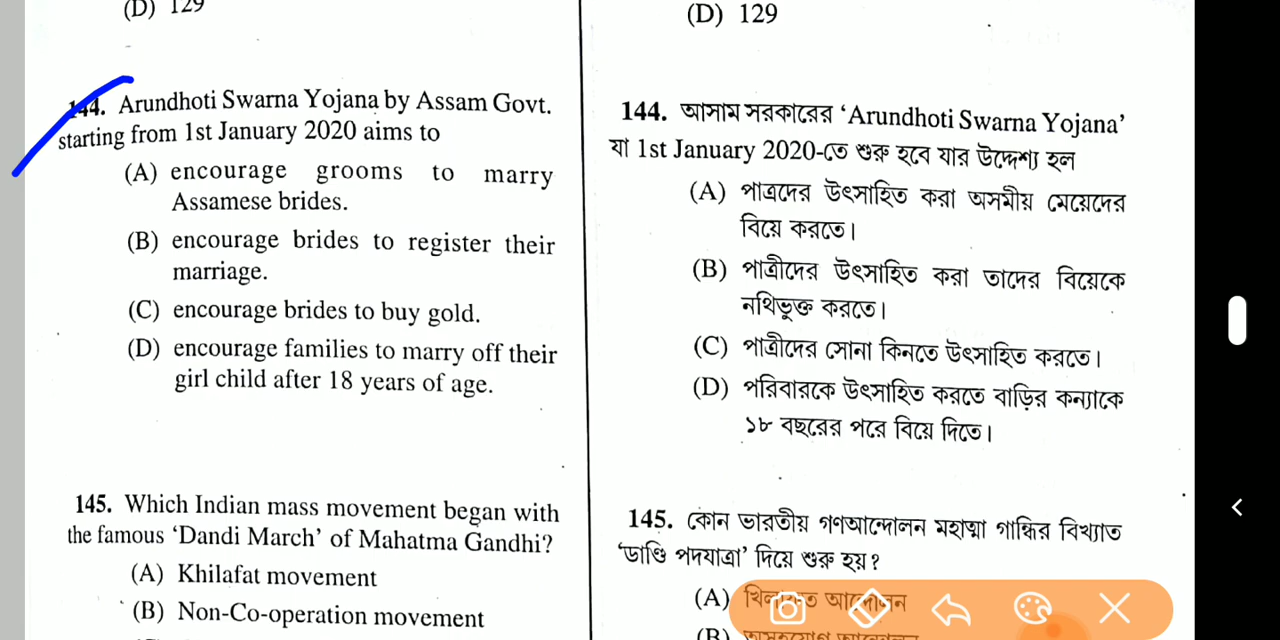 (D) 129
144. Arundhoti Swarna Yojana by Assam Govt.
starting from 1st January 2020 aims to
(A) encourage grooms to marry
Assamese brides.
(B) encourage brides to register their
marriage.
(C) encourage brides to buy gold.
(D) encourage families to marry off their
girl child after 18 years of age.
145. Which Indian mass movement began with
the famous ‘Dandi March’ of Mahatma Gandhi?
(A) Khilafat movement
(B) Non-Co-operation movement
(D) 129
144. আসাম সরকারের ‘Arundhoti Swarna Yojana’
যা 1st January 2020-তে শুরু হবে যার উদ্দেশ্য হল
(A) পাত্রদের উৎসাহিত করা অসমীয় মেয়েদের
বিয়ে করতে।
(B) পাত্রীদের উৎসাহিত করা তাদের বিয়েকে
নথিভুক্ত করতে।
(C) পাত্রীদের সোনা কিনতে উৎসাহিত করতে।
(D) পরিবারকে উৎসাহিত করতে বাড়ির কন্যাকে
১৮ বছরের পরে বিয়ে দিতে।
145. কোন ভারতীয় গণআন্দোলন মহাত্মা গান্ধির বিখ্যাত
‘ডাণ্ডি পদযাত্রা’ দিয়ে শুরু হয়?
(A) খিলাফত আন্দোলন
(B)